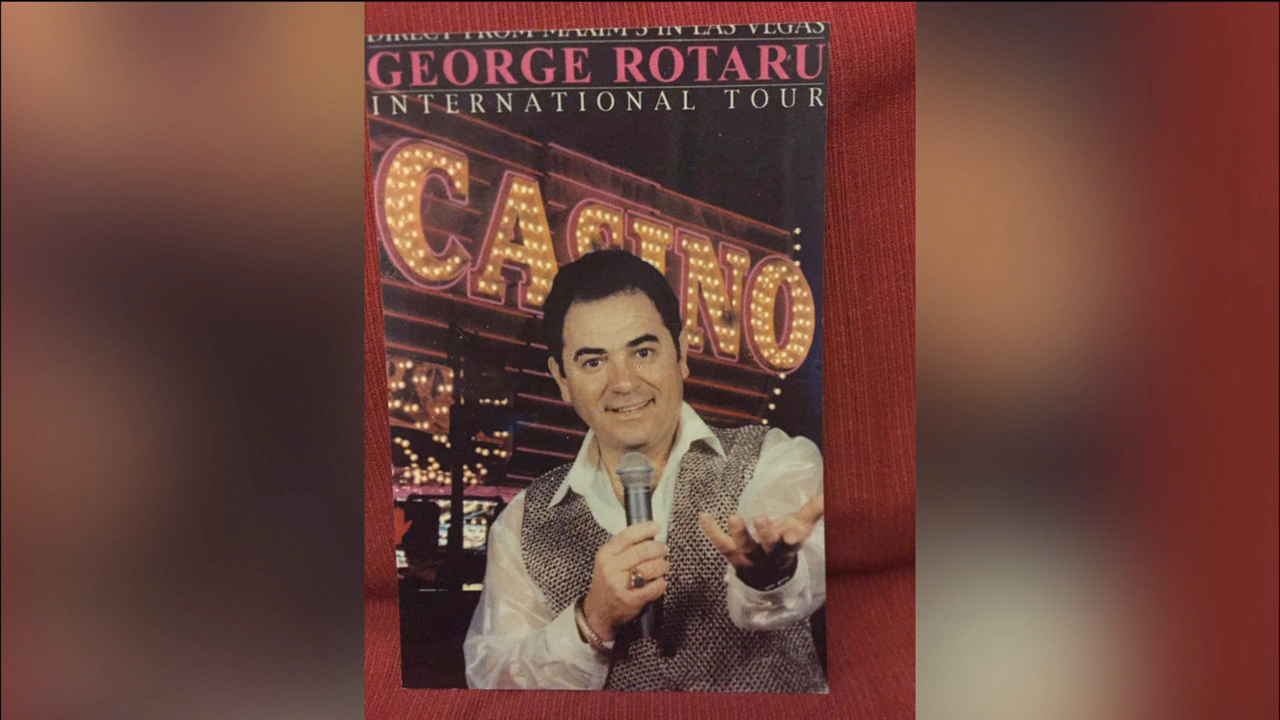 DIRECT FROM MAXIM'S IN LAS VEGAS
GEORGE ROTARU
INTERNATIONAL TOUR
CASINO